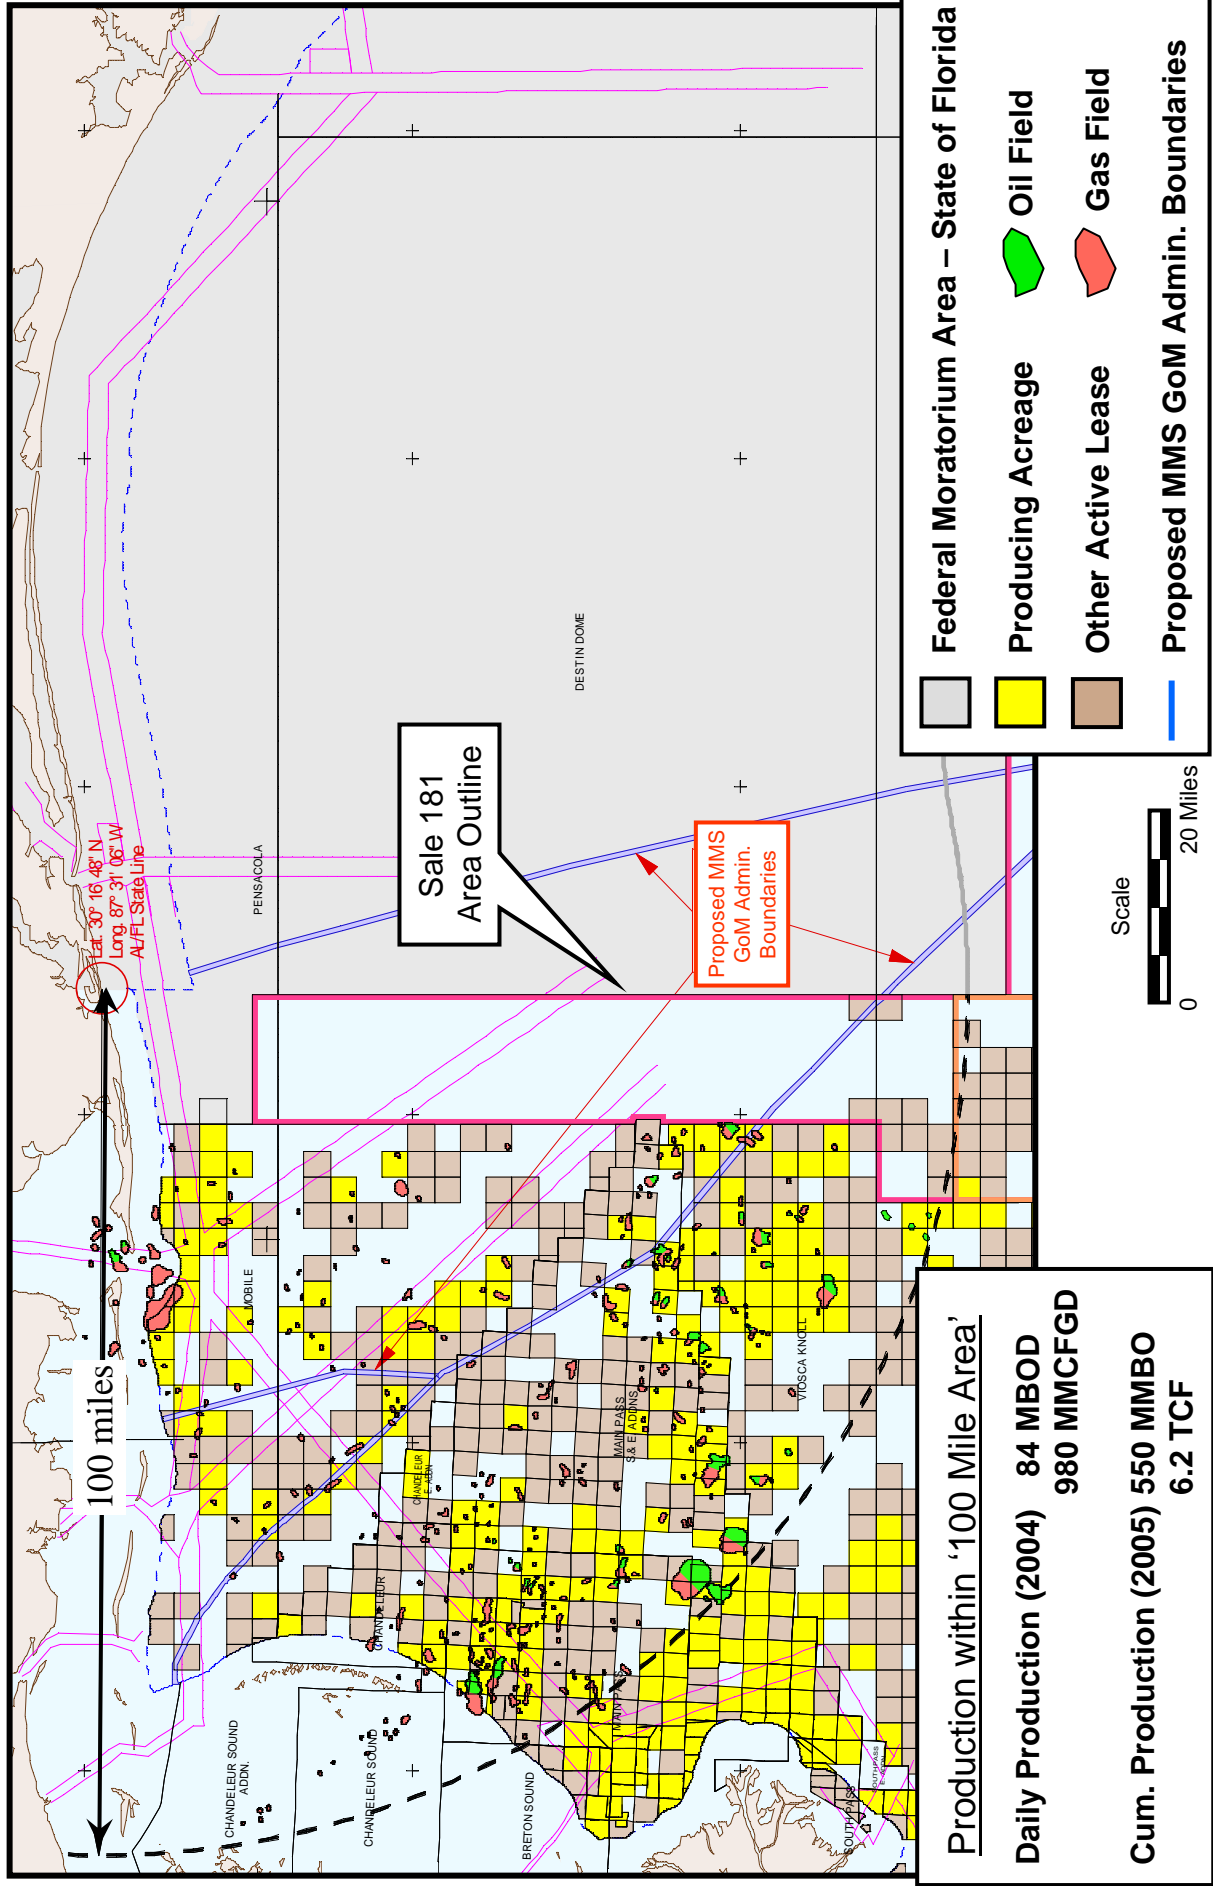 100 miles
Lat. 30° 16' 48" N
Long. 87° 31' 06" W
AL/FL State Line
PENSACOLA
DESTIN DOME
Sale 181
Area Outline
Proposed MMS
GoM Admin.
Boundaries
MOBILE
CHANDELEUR
E. ADDN
CHANDELEUR
CHANDELEUR SOUND
ADDN.
CHANDELEUR SOUND
BRETON SOUND
MAIN PASS
S.& E. ADDNS
MAIN PASS
VIOSCA KNOLL
SOUTH PASS
SOUTH PASS
Production within ‘100 Mile Area’
Daily Production (2004) 84 MBOD
980 MMCFGD
Cum. Production (2005) 550 MMBO
6.2 TCF
Scale
0 20 Miles
Federal Moratorium Area – State of Florida
Producing Acreage Oil Field
Other Active Lease Gas Field
Proposed MMS GoM Admin. Boundaries